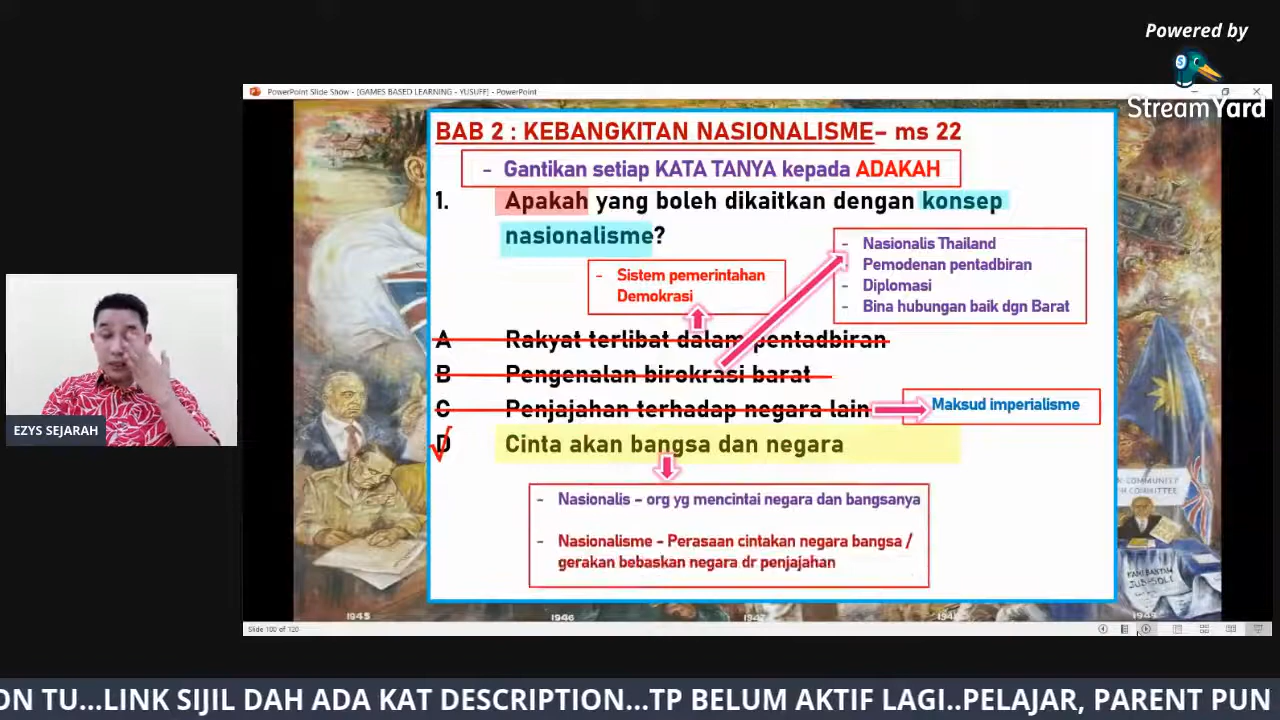 Powered by
StreamYard
PowerPoint Slide Show - [GAMES BASED LEARNING - YUSUFF] - PowerPoint
BAB 2 : KEBANGKITAN NASIONALISME– ms 22
- Gantikan setiap KATA TANYA kepada ADAKAH
1. Apakah yang boleh dikaitkan dengan konsep
nasionalisme?
- Nasionalis Thailand
- Pemodenan pentadbiran
- Diplomasi
- Bina hubungan baik dgn Barat
- Sistem pemerintahan
Demokrasi
A Rakyat terlibat dalam pentadbiran
B Pengenalan birokrasi barat
C Penjajahan terhadap negara lain
Maksud imperialisme
D Cinta akan bangsa dan negara
- Nasionalis – org yg mencintai negara dan bangsanya
- Nasionalisme – Perasaan cintakan negara bangsa /
gerakan bebaskan negara dr penjajahan
EZYS SEJARAH
COMMUNITY
COMMITTEE
1945
1946
1947
Slide 100 of 120
ON TU...LINK SIJIL DAH ADA KAT DESCRIPTION...TP BELUM AKTIF LAGI..PELAJAR, PARENT PUN